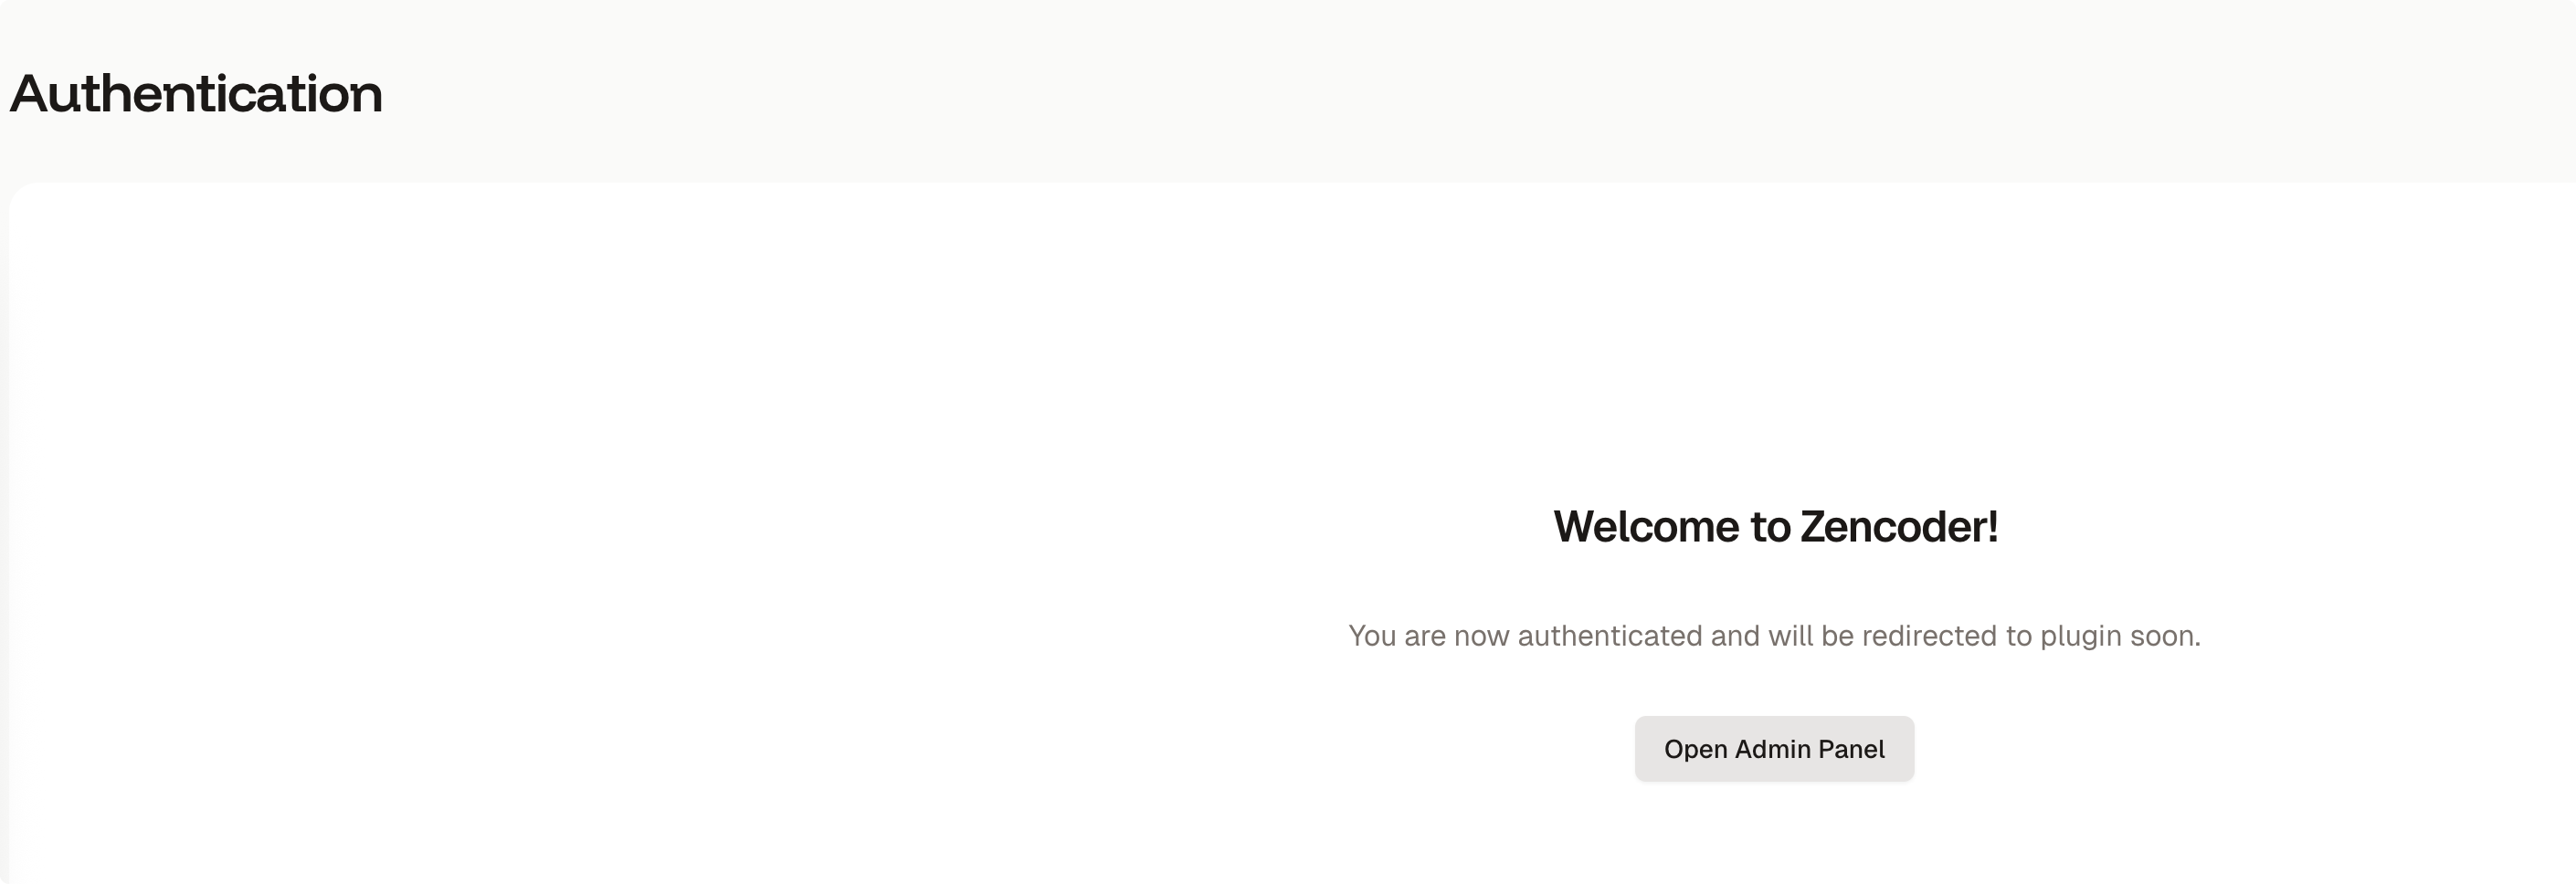 Authentication
Welcome to Zencoder!
You are now authenticated and will be redirected to plugin soon.
Open Admin Panel